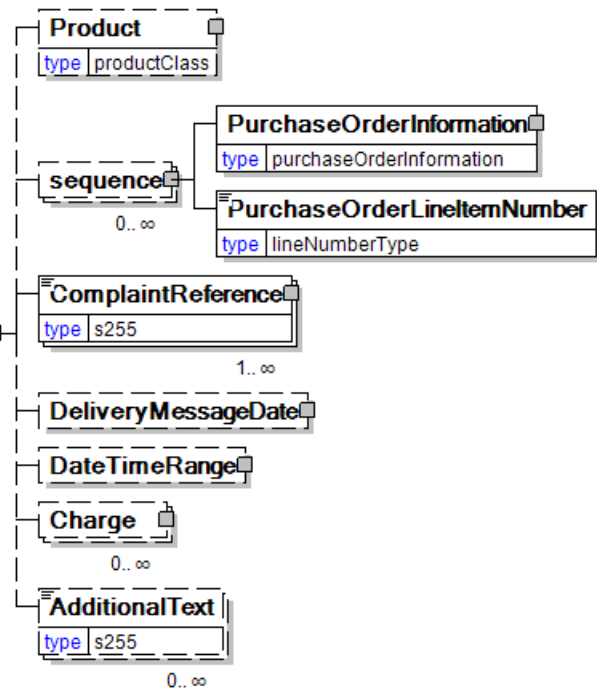 Product
type productClass
PurchaseOrderInformation
type purchaseOrderInformation
sequence
0.. ∞
PurchaseOrderLineItemNumber
type lineNumberType
ComplaintReference
type s255
1.. ∞
DeliveryMessageDate
DateTimeRange
Charge
0.. ∞
AdditionalText
type s255
0.. ∞